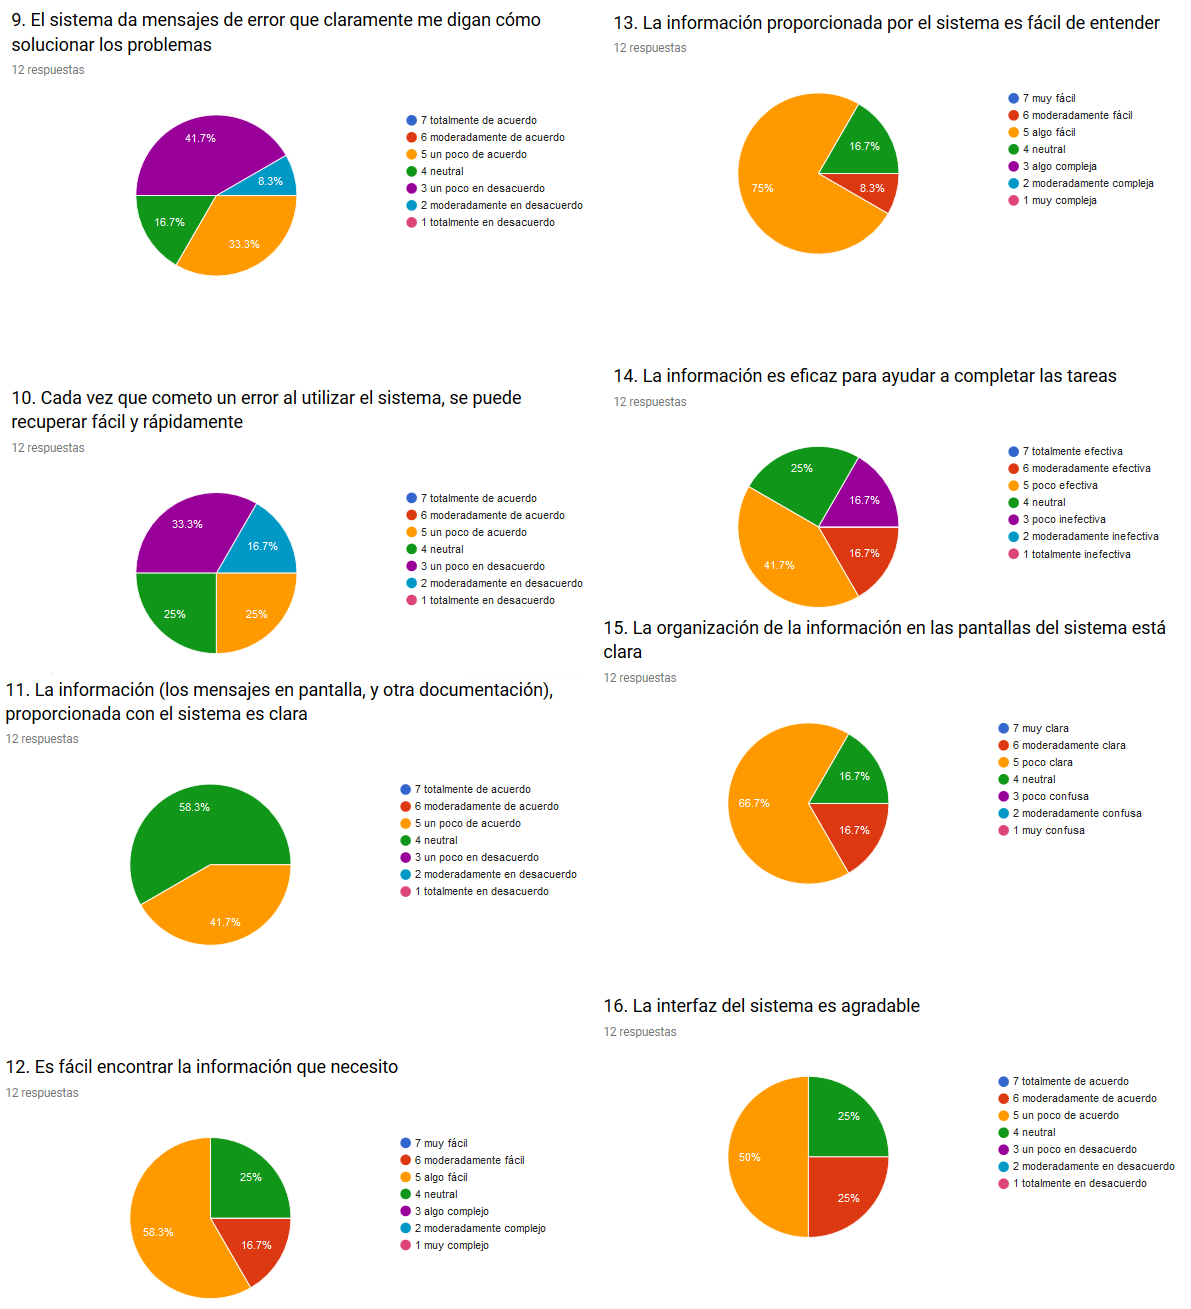 9. El sistema da mensajes de error que claramente me digan cómo
solucionar los problemas
12 respuestas
41.7%
8.3%
16.7%
33.3%
7 totalmente de acuerdo
6 moderadamente de acuerdo
5 un poco de acuerdo
4 neutral
3 un poco en desacuerdo
2 moderadamente en desacuerdo
1 totalmente en desacuerdo
10. Cada vez que cometo un error al utilizar el sistema, se puede
recuperar fácil y rápidamente
12 respuestas
33.3%
16.7%
25%
25%
7 totalmente de acuerdo
6 moderadamente de acuerdo
5 un poco de acuerdo
4 neutral
3 un poco en desacuerdo
2 moderadamente en desacuerdo
1 totalmente en desacuerdo
11. La información (los mensajes en pantalla, y otra documentación),
proporcionada con el sistema es clara
12 respuestas
58.3%
41.7%
7 totalmente de acuerdo
6 moderadamente de acuerdo
5 un poco de acuerdo
4 neutral
3 un poco en desacuerdo
2 moderadamente en desacuerdo
1 totalmente en desacuerdo
12. Es fácil encontrar la información que necesito
12 respuestas
25%
58.3%
16.7%
7 muy fácil
6 moderadamente fácil
5 algo fácil
4 neutral
3 algo complejo
2 moderadamente complejo
1 muy complejo
13. La información proporcionada por el sistema es fácil de entender
12 respuestas
16.7%
75%
8.3%
7 muy fácil
6 moderadamente fácil
5 algo fácil
4 neutral
3 algo compleja
2 moderadamente compleja
1 muy compleja
14. La información es eficaz para ayudar a completar las tareas
12 respuestas
25%
16.7%
41.7%
16.7%
7 totalmente efectiva
6 moderadamente efectiva
5 poco efectiva
4 neutral
3 poco inefectiva
2 moderadamente inefectiva
1 totalmente inefectiva
15. La organización de la información en las pantallas del sistema está
clara
12 respuestas
16.7%
66.7%
16.7%
7 muy clara
6 moderadamente clara
5 poco clara
4 neutral
3 poco confusa
2 moderadamente confusa
1 muy confusa
16. La interfaz del sistema es agradable
12 respuestas
25%
50%
25%
7 totalmente de acuerdo
6 moderadamente de acuerdo
5 un poco de acuerdo
4 neutral
3 un poco en desacuerdo
2 moderadamente en desacuerdo
1 totalmente en desacuerdo